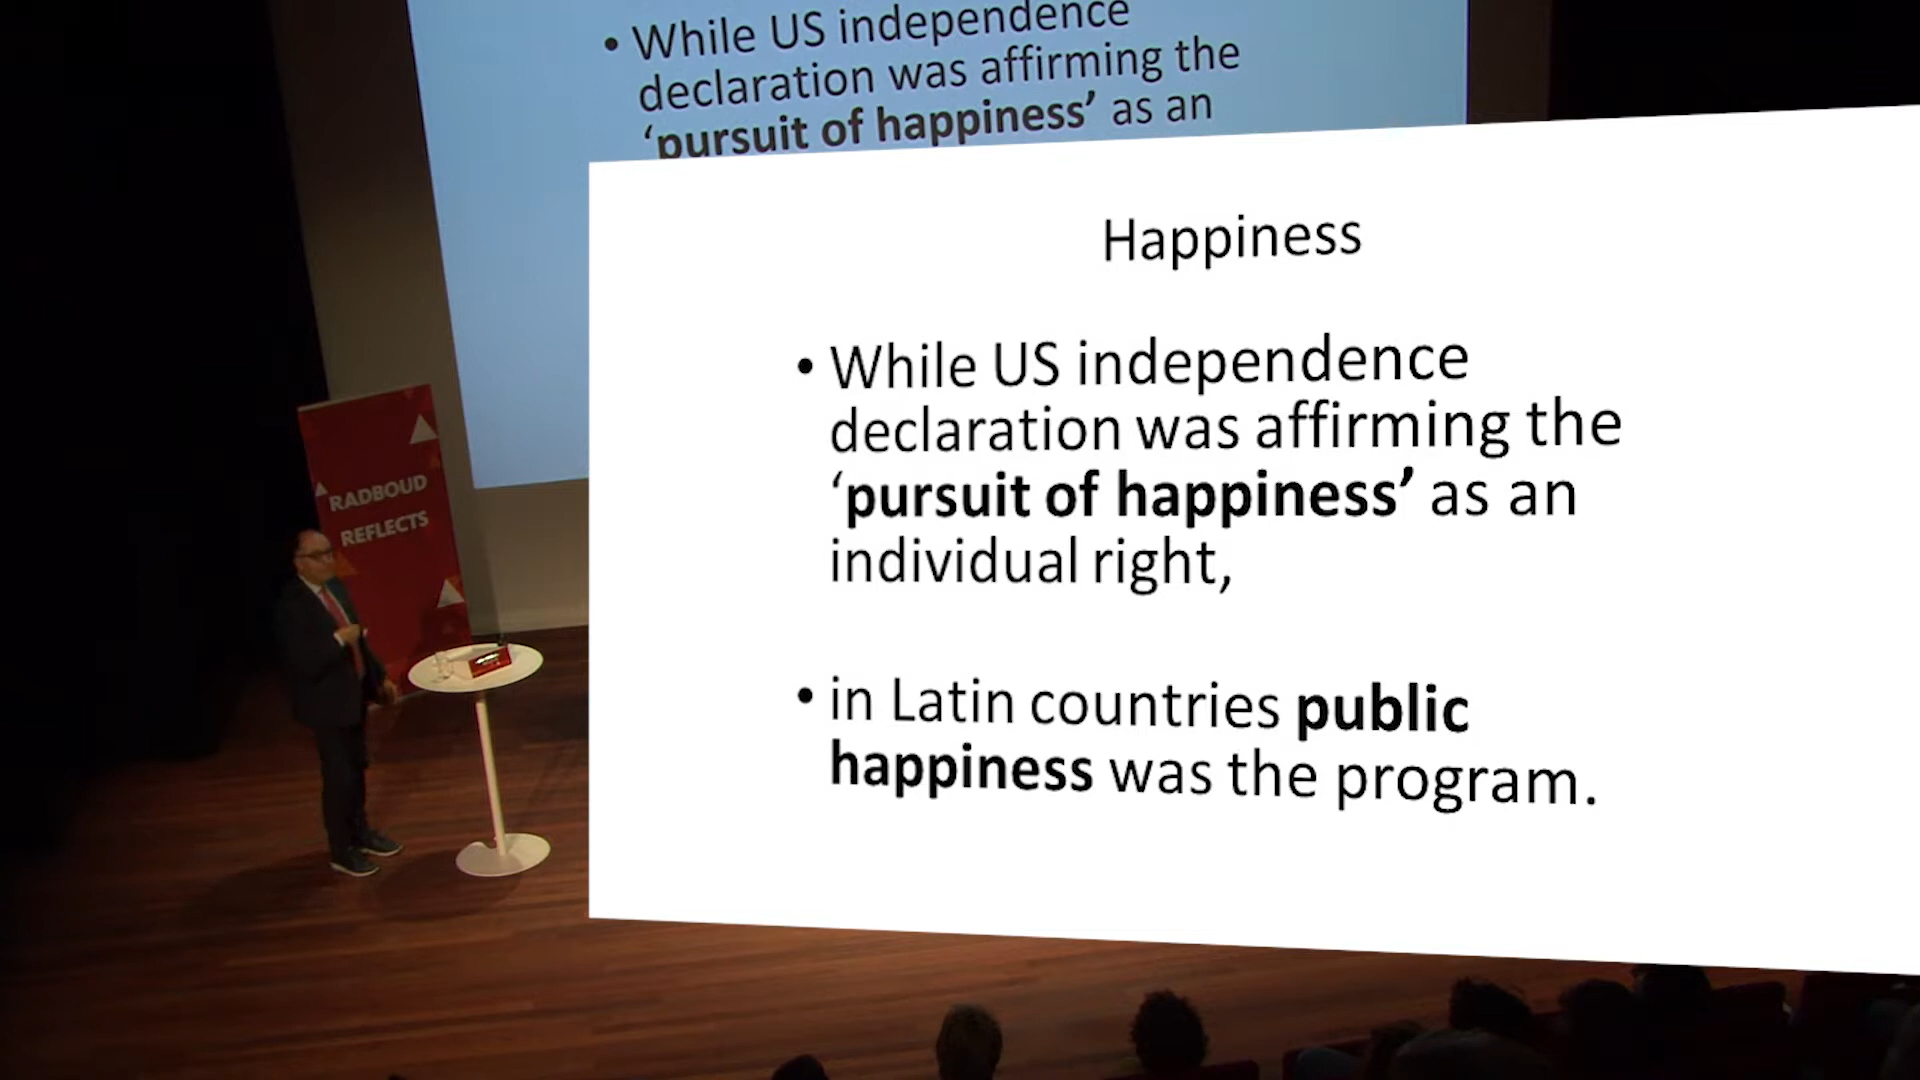 • While US independence
declaration was affirming the
‘pursuit of happiness’ as an
RADBOUD
REFLECTS
Happiness
• While US independence
declaration was affirming the
‘pursuit of happiness’ as an
individual right,
• in Latin countries public
happiness was the program.